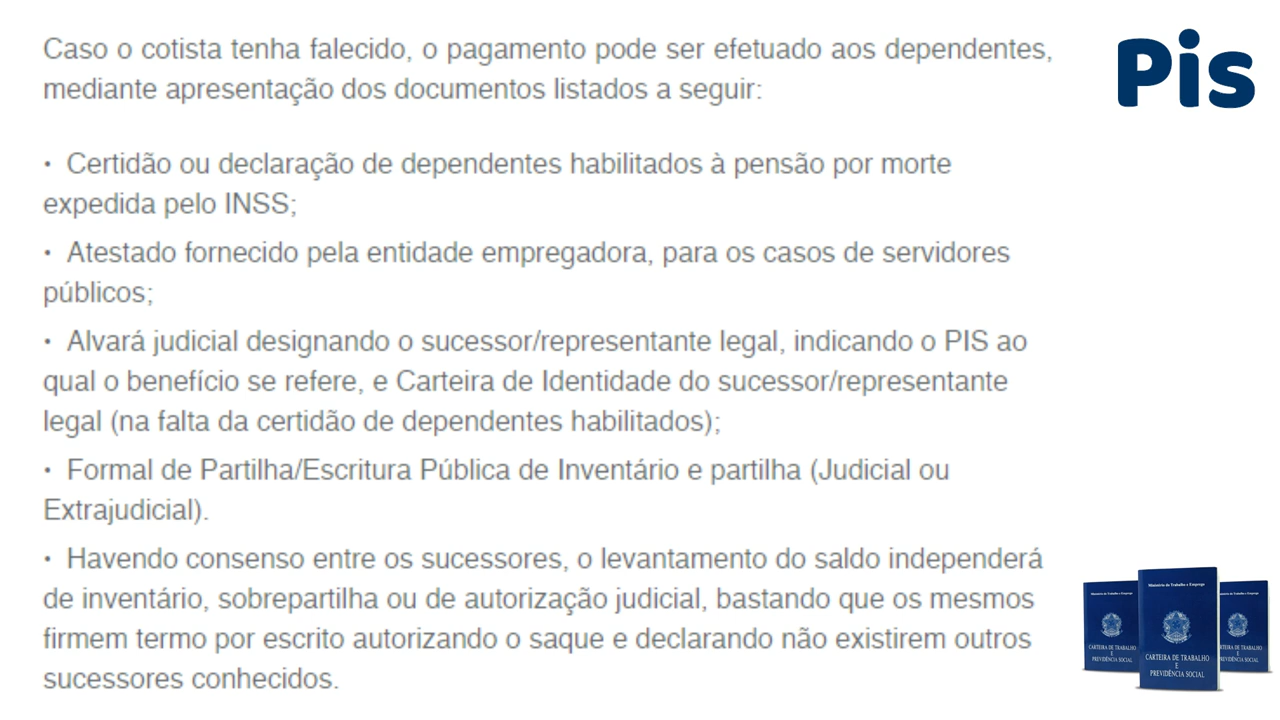 Caso o cotista tenha falecido, o pagamento pode ser efetuado aos dependentes,
mediante apresentação dos documentos listados a seguir:
• Certidão ou declaração de dependentes habilitados à pensão por morte
expedida pelo INSS;
• Atestado fornecido pela entidade empregadora, para os casos de servidores
públicos;
• Alvará judicial designando o sucessor/representante legal, indicando o PIS ao
qual o benefício se refere, e Carteira de Identidade do sucessor/representante
legal (na falta da certidão de dependentes habilitados);
• Formal de Partilha/Escritura Pública de Inventário e partilha (Judicial ou
Extrajudicial).
• Havendo consenso entre os sucessores, o levantamento do saldo independerá
de inventário, sobrepartilha ou de autorização judicial, bastando que os mesmos
firmem termo por escrito autorizando o saque e declarando não existirem outros
sucessores conhecidos.
Pis
Ministério do Trabalho e Emprego
CARTEIRA DE TRABALHO
E
PREVIDÊNCIA SOCIAL